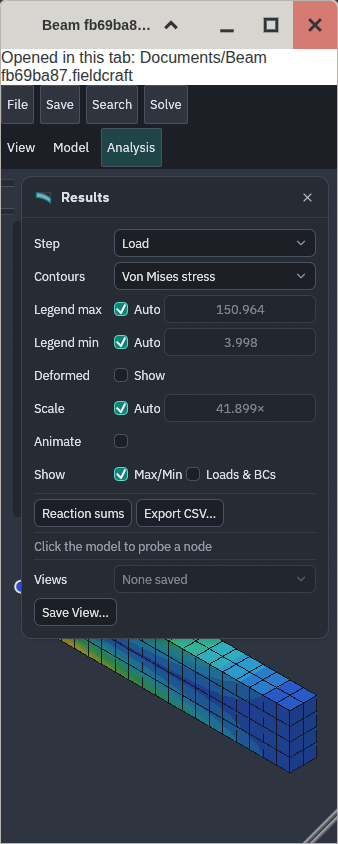 Beam fb69ba8...
Opened in this tab: Documents/Beam
fb69ba87.fieldcraft
File Save Search Solve
View Model Analysis
Results
Step Load
Contours Von Mises stress
Legend max Auto 150.964
Legend min Auto 3.998
Deformed Show
Scale Auto 41.899×
Animate
Show Max/Min Loads & BCs
Reaction sums Export CSV...
Click the model to probe a node
Views None saved
Save View...